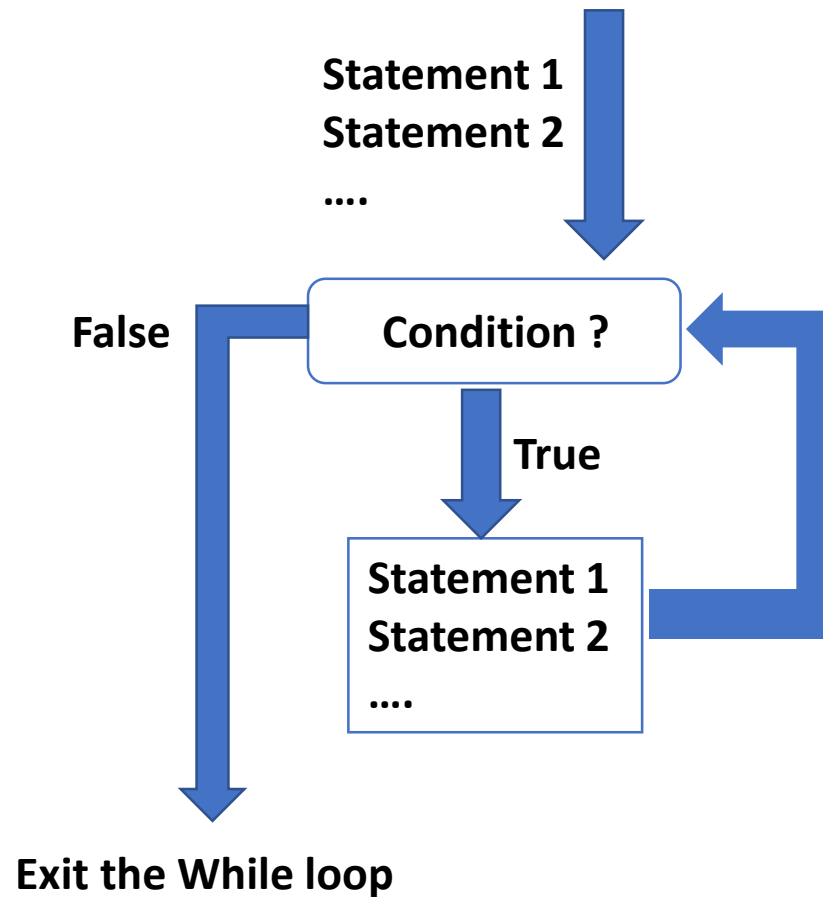 Statement 1
Statement 2
....
False
Condition ?
True
Statement 1
Statement 2
....
Exit the While loop